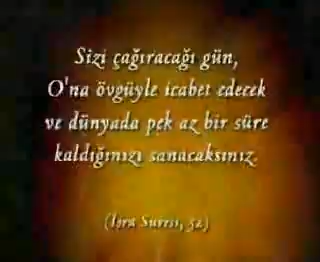 Sizi çağıracağı gün,
O'na övgüyle icabet edecek
ve dünyada pek az bir süre
kaldığınızı sanacaksınız.
(İsra Suresi, 52)